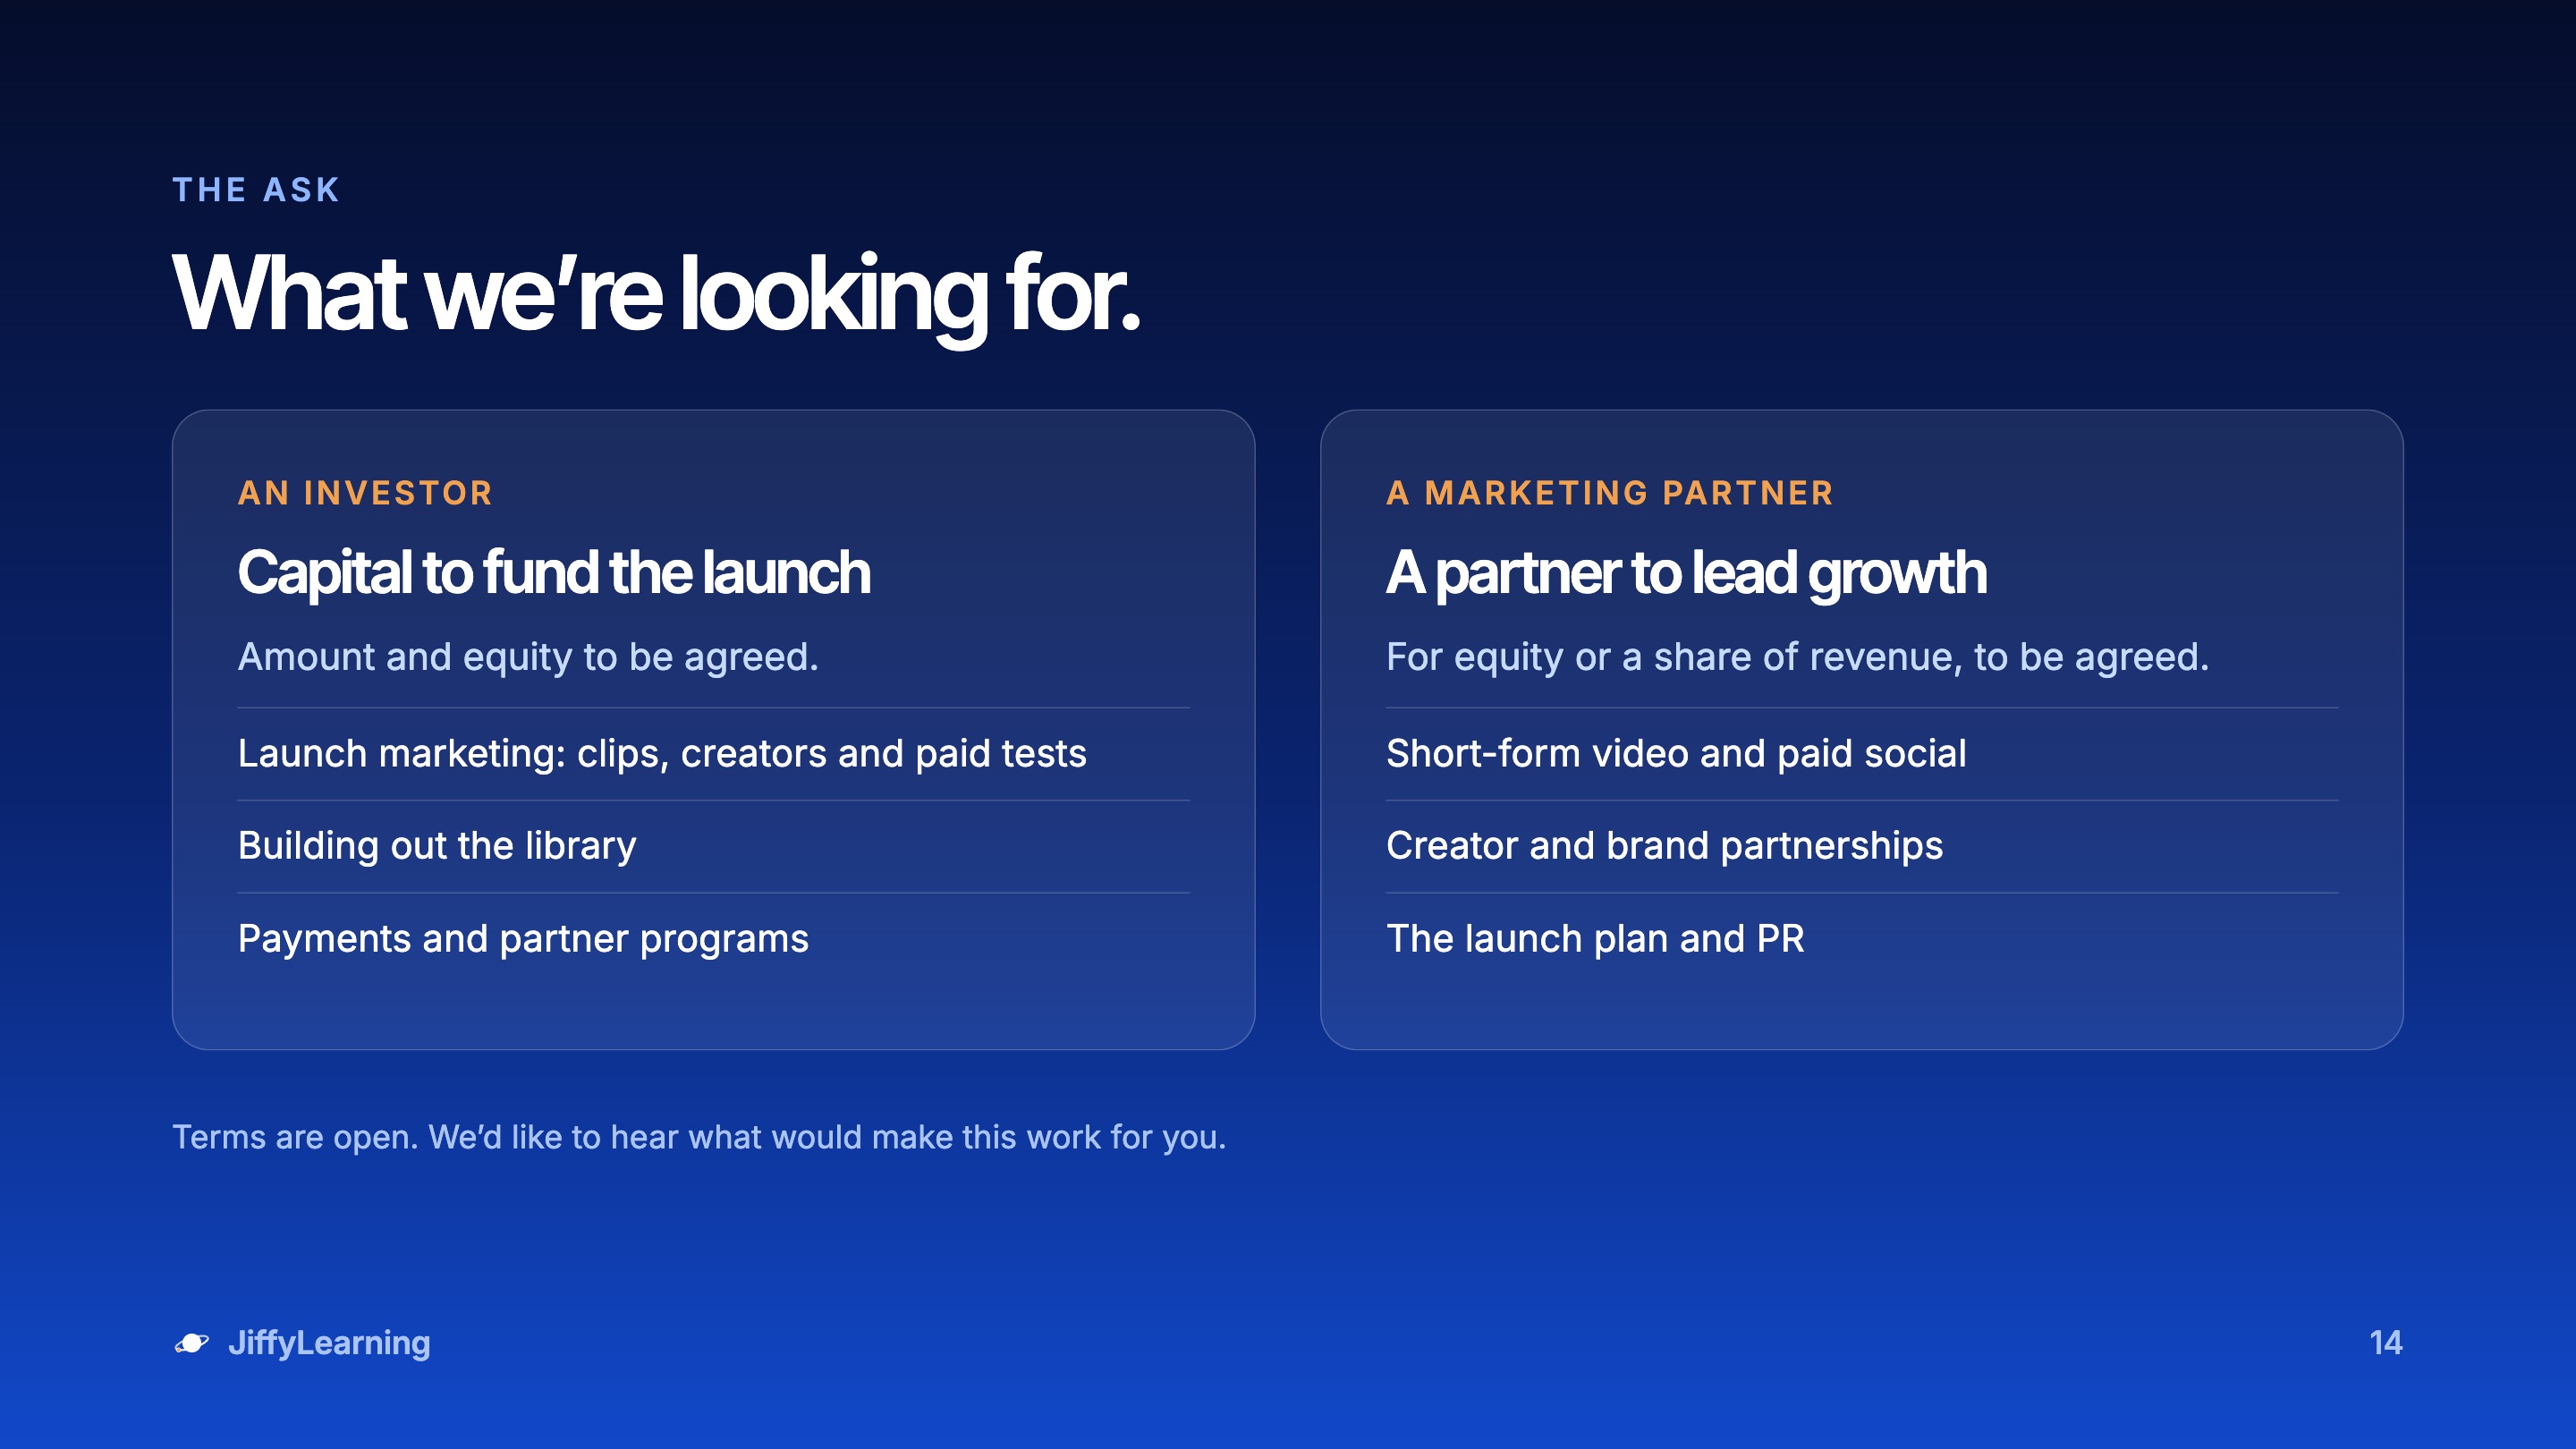 THE ASK
What we’re looking for.
AN INVESTOR
Capital to fund the launch
Amount and equity to be agreed.
Launch marketing: clips, creators and paid tests
Building out the library
Payments and partner programs
A MARKETING PARTNER
A partner to lead growth
For equity or a share of revenue, to be agreed.
Short-form video and paid social
Creator and brand partnerships
The launch plan and PR
Terms are open. We’d like to hear what would make this work for you.
JiffyLearning
14